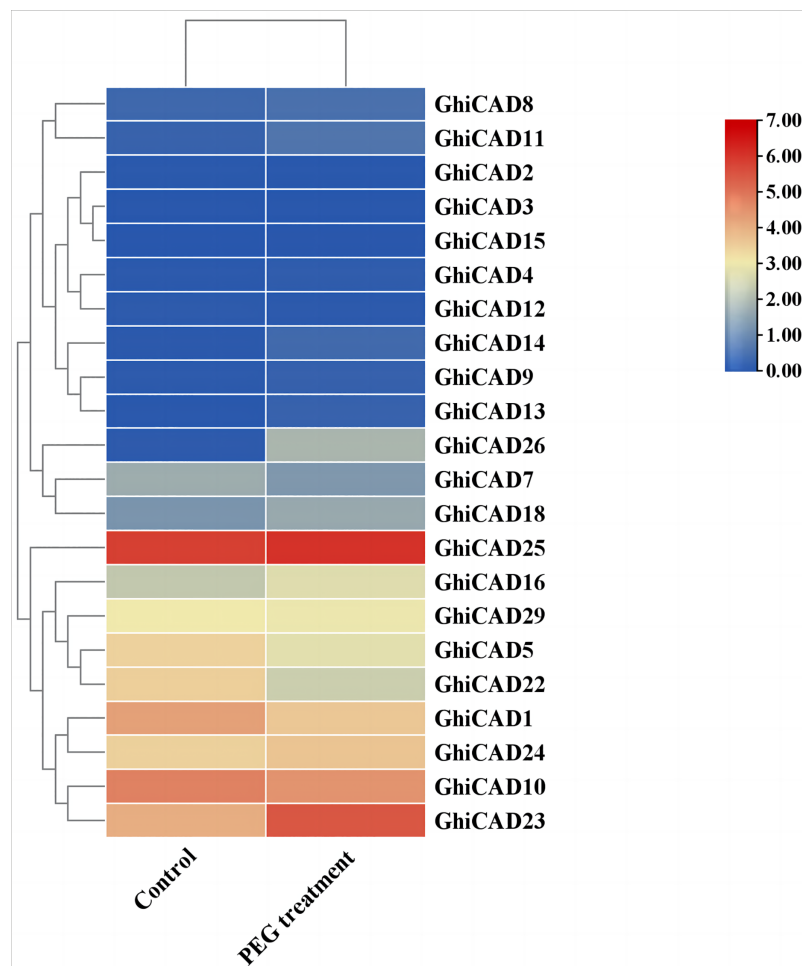 GhiCAD8
GhiCAD11
GhiCAD2
GhiCAD3
GhiCAD15
GhiCAD4
GhiCAD12
GhiCAD14
GhiCAD9
GhiCAD13
GhiCAD26
GhiCAD7
GhiCAD18
GhiCAD25
GhiCAD16
GhiCAD29
GhiCAD5
GhiCAD22
GhiCAD1
GhiCAD24
GhiCAD10
GhiCAD23
Control
PEG treatment
7.00
6.00
5.00
4.00
3.00
2.00
1.00
0.00